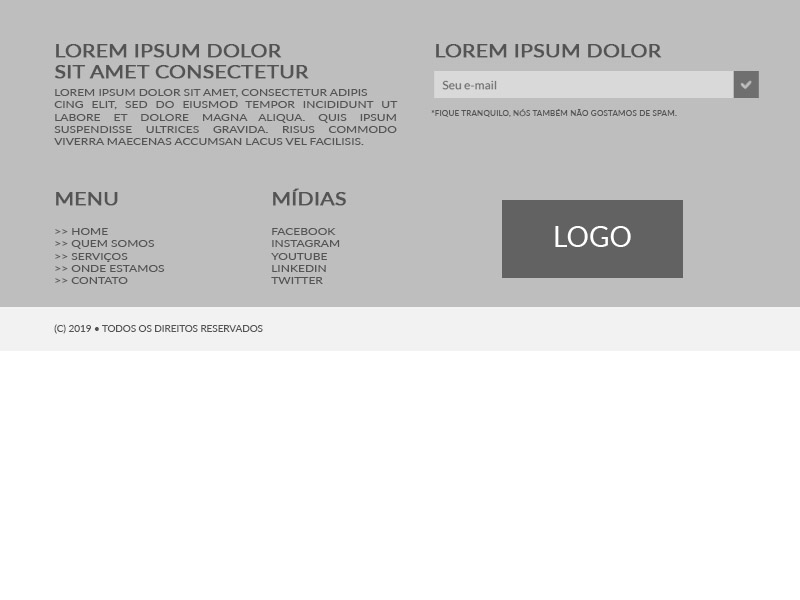 LOREM IPSUM DOLOR
SIT AMET CONSECTETUR
LOREM IPSUM DOLOR SIT AMET, CONSECTETUR ADIPIS
CING ELIT, SED DO EIUSMOD TEMPOR INCIDIDUNT UT
LABORE ET DOLORE MAGNA ALIQUA. QUIS IPSUM
SUSPENDISSE ULTRICES GRAVIDA. RISUS COMMODO
VIVERRA MAECENAS ACCUMSAN LACUS VEL FACILISIS.
LOREM IPSUM DOLOR
Seu e-mail
*FIQUE TRANQUILO, NÓS TAMBÉM NÃO GOSTAMOS DE SPAM.
MENU
>> HOME
>> QUEM SOMOS
>> SERVIÇOS
>> ONDE ESTAMOS
>> CONTATO
MÍDIAS
FACEBOOK
INSTAGRAM
YOUTUBE
LINKEDIN
TWITTER
LOGO
(C) 2019 • TODOS OS DIREITOS RESERVADOS